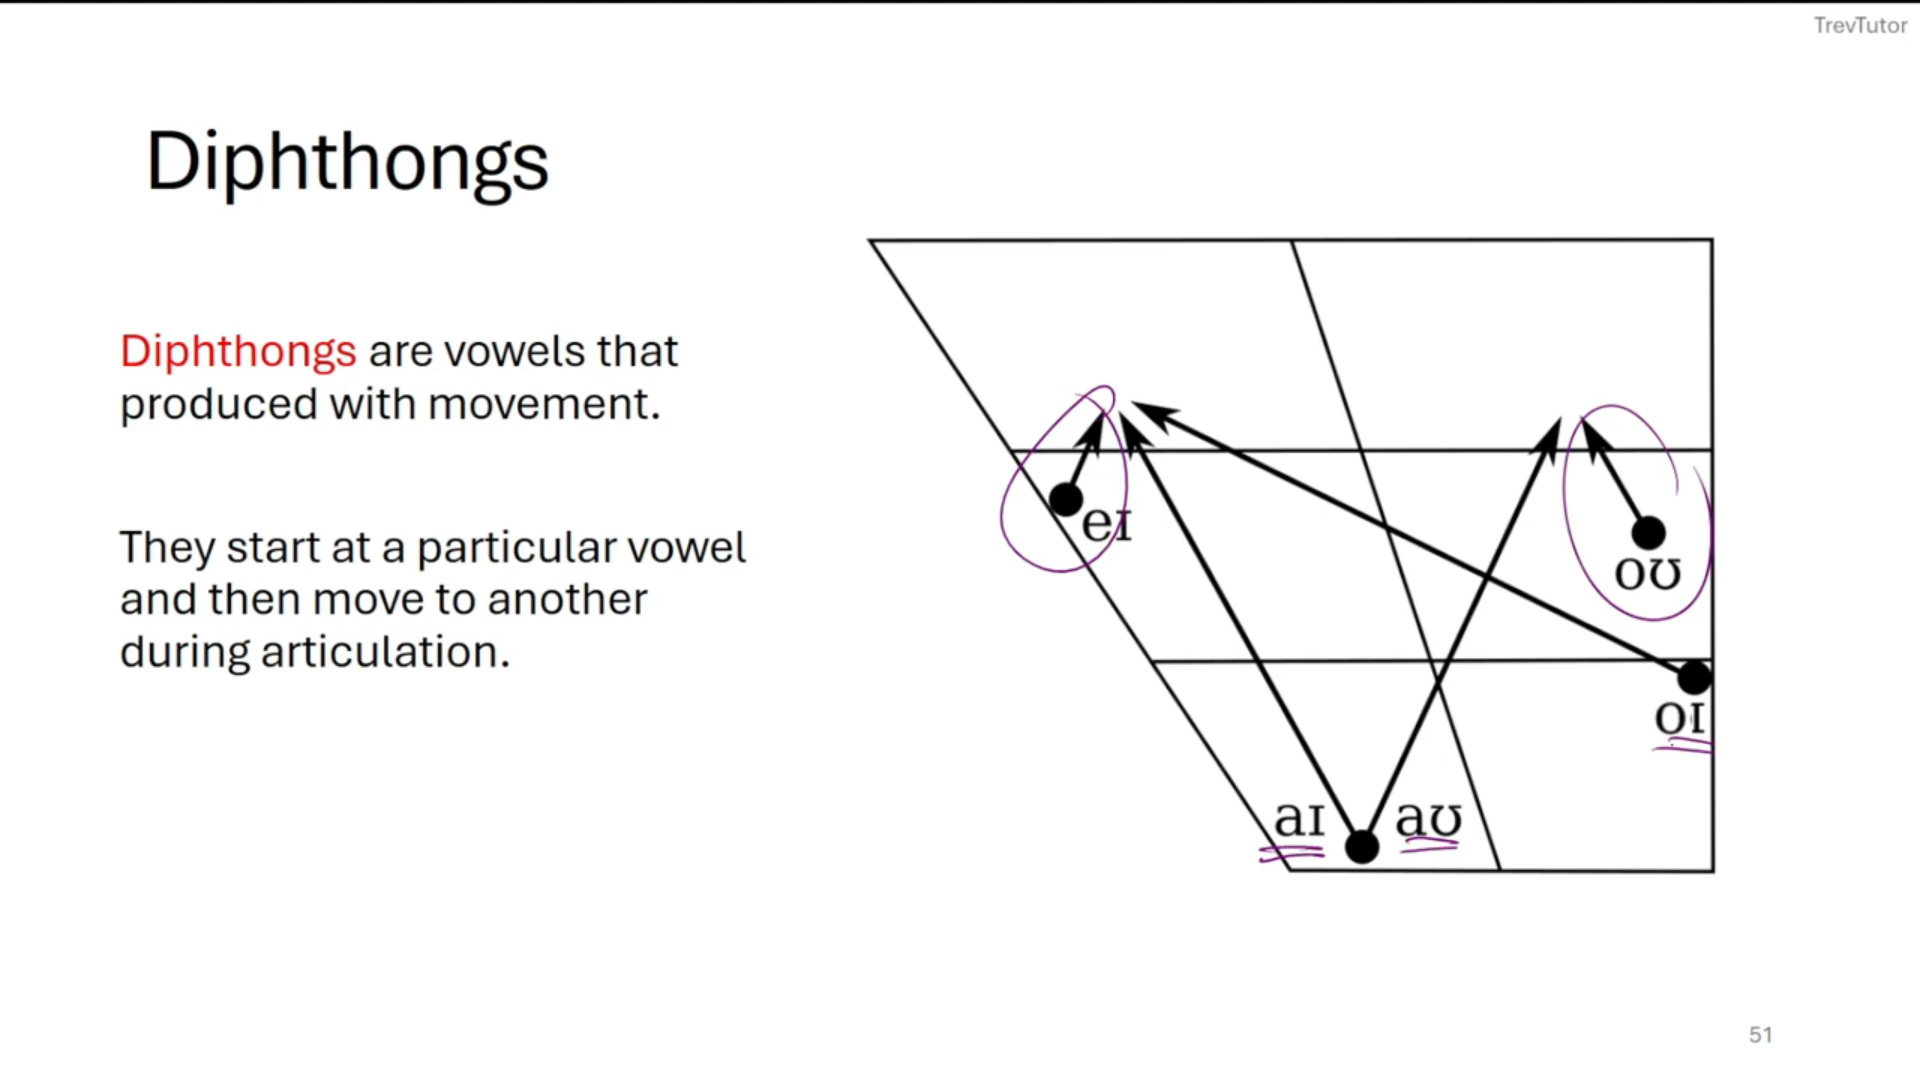 TrevTutor
Diphthongs
Diphthongs are vowels that
produced with movement.
They start at a particular vowel
and then move to another
during articulation.
eɪ
oʊ
oɪ
aɪ
aʊ
51